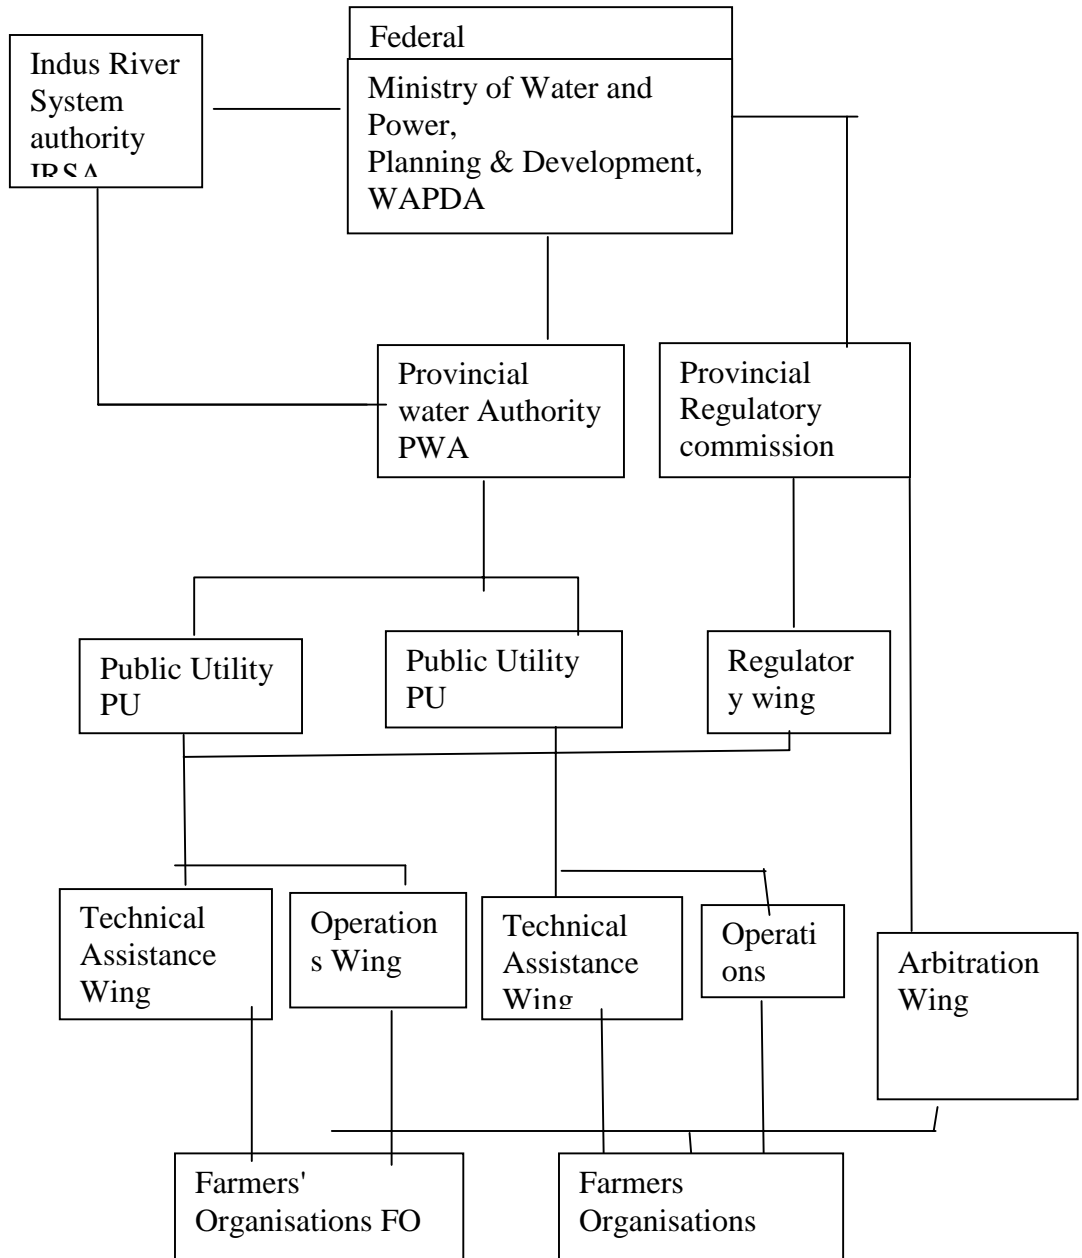 Federal
Indus River
System
authority
IRSA
Ministry of Water and
Power,
Planning & Development,
WAPDA
Provincial
water Authority
PWA
Provincial
Regulatory
commission
Public Utility
PU
Public Utility
PU
Regulator
y wing
Technical
Assistance
Wing
Operation
s Wing
Technical
Assistance
Wing
Operati
ons
Arbitration
Wing
Farmers'
Organisations FO
Farmers
Organisations